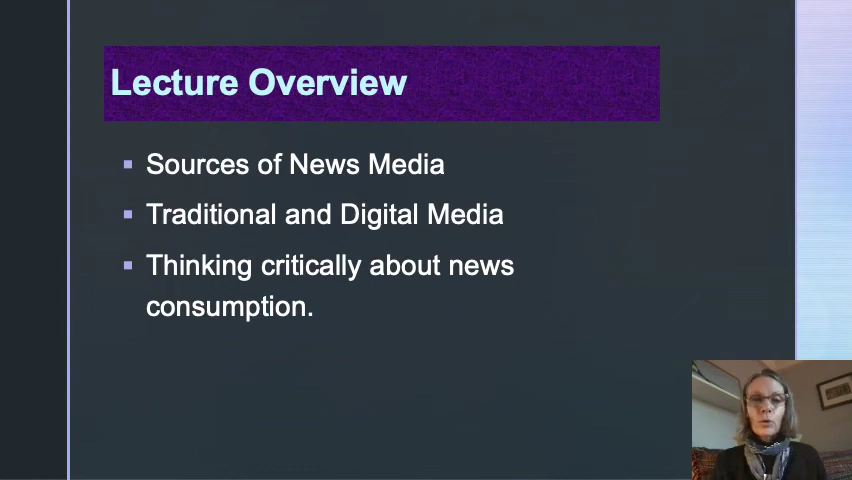 Lecture Overview
Sources of News Media
Traditional and Digital Media
Thinking critically about news
consumption.